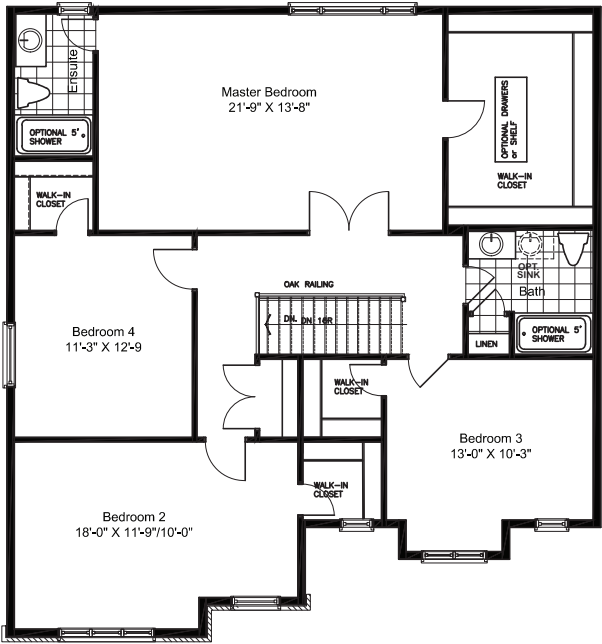 Ensuite
OPTIONAL 5'
SHOWER
Master Bedroom
21'-9" X 13'-8"
OPTIONAL DRAWERS
or SHELF
WALK-IN
CLOSET
WALK-IN
CLOSET
OPT.
SINK
Bath
OAK RAILING
DN. DN 16R
Bedroom 4
11'-3" X 12'-9
LINEN
OPTIONAL 5'
SHOWER
WALK-IN
CLOSET
Bedroom 3
13'-0" X 10'-3"
WALK-IN
CLOSET
Bedroom 2
18'-0" X 11'-9"/10'-0"